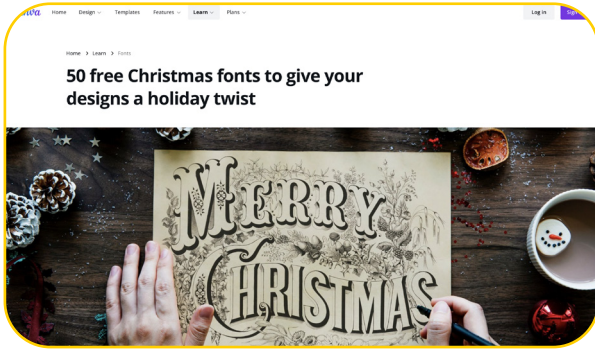 Home Design Templates Features Learn Plans Log in
Home > Learn > Fonts
50 free Christmas fonts to give your
designs a holiday twist
MERRY
CHRISTMAS